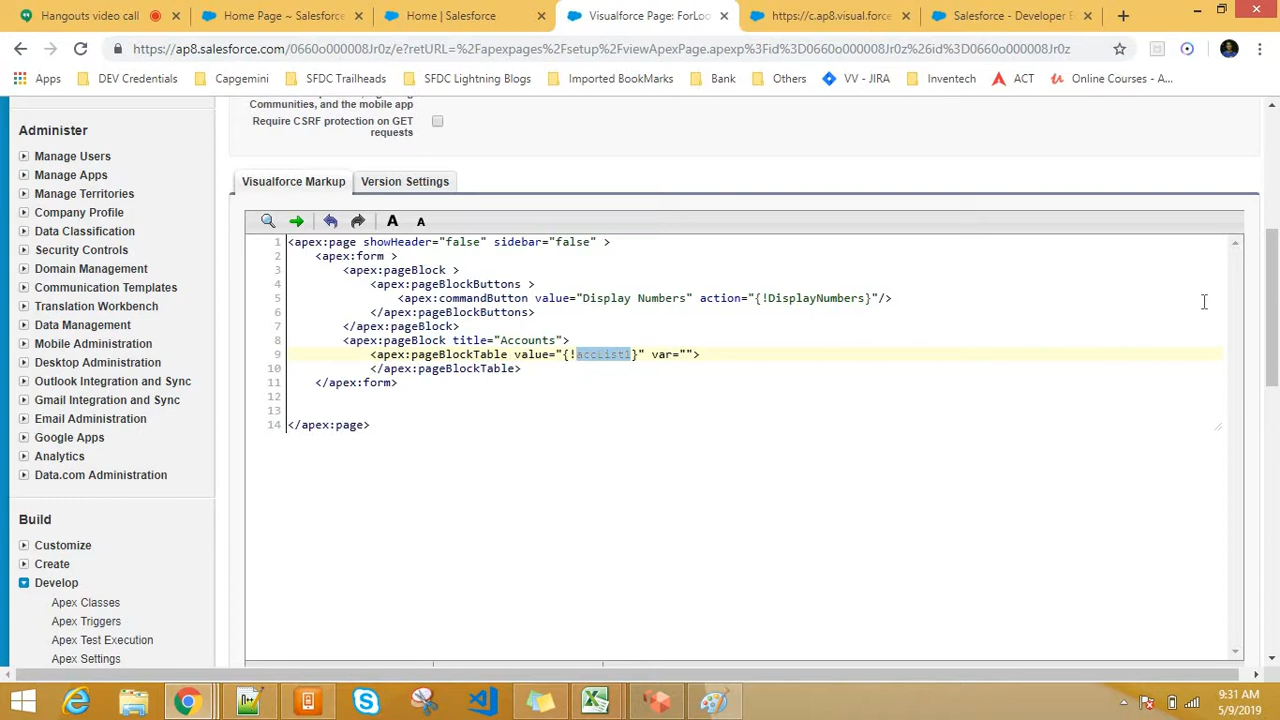 Hangouts video call
Home Page ~ Salesforce
Home | Salesforce
Visualforce Page: ForLoo
https://c.ap8.visual.force
Salesforce - Developer E
https://ap8.salesforce.com/0660o000008Jr0z/e?retURL=%2Fapexpages%2Fsetup%2FviewApexPage.apexp%3Fid%3D0660o000008Jr0z%26id%3D0660o000008Jr0z
Apps
DEV Credentials
Capgemini
SFDC Trailheads
SFDC Lightning Blogs
Imported BookMarks
Bank
Others
VV - JIRA
Inventech
ACT
Online Courses - A...
Communities, and the mobile app
Require CSRF protection on GET
requests
Administer
Manage Users
Manage Apps
Manage Territories
Company Profile
Data Classification
Security Controls
Domain Management
Communication Templates
Translation Workbench
Data Management
Mobile Administration
Desktop Administration
Outlook Integration and Sync
Gmail Integration and Sync
Email Administration
Google Apps
Analytics
Data.com Administration
Build
Customize
Create
Develop
Apex Classes
Apex Triggers
Apex Test Execution
Apex Settings
Visualforce Markup
Version Settings
A A
1 <apex:page showHeader="false" sidebar="false" >
2 <apex:form >
3 <apex:pageBlock >
4 <apex:pageBlockButtons >
5 <apex:commandButton value="Display Numbers" action="{!DisplayNumbers}"/>
6 </apex:pageBlockButtons>
7 </apex:pageBlock>
8 <apex:pageBlock title="Accounts">
9 <apex:pageBlockTable value="{!accList1}" var="">
10 </apex:pageBlockTable>
11 </apex:form>
12
13
14 </apex:page>
9:31 AM
5/9/2019